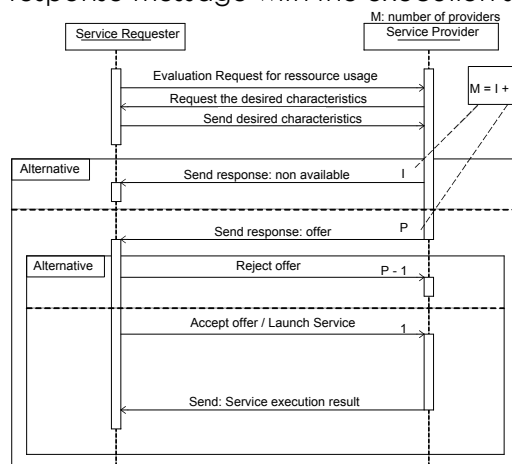 M: number of providers
Service Requester
Service Provider
Evaluation Request for ressource usage
Request the desired characteristics
M = I +
Send desired characteristics
Alternative
Send response: non available
I
Send response: offer
P
Alternative
Reject offer
P - 1
Accept offer / Launch Service
1
Send: Service execution result